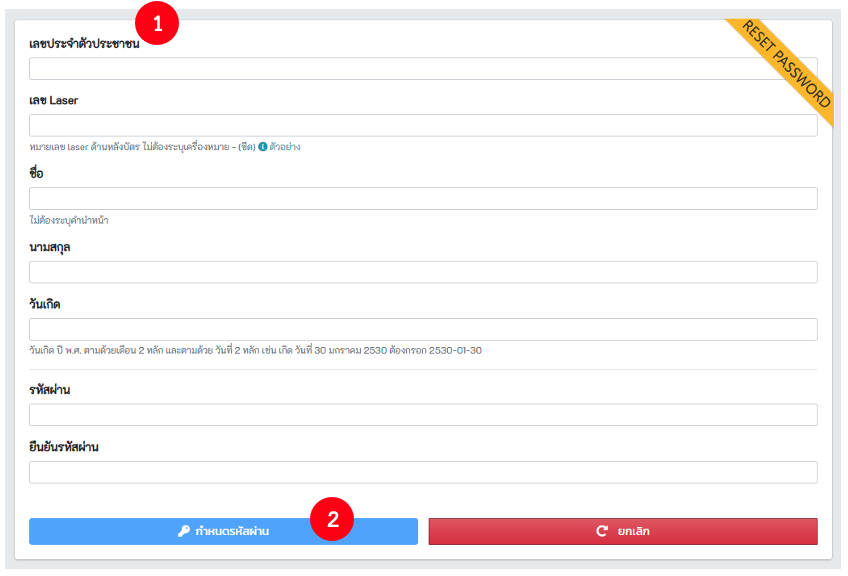 1
เลขประจำตัวประชาชน
RESET PASSWORD
เลข Laser
หมายเลข laser ด้านหลังบัตร ไม่ต้องระบุเครื่องหมาย - (ขีด) ตัวอย่าง
ชื่อ
ไม่ต้องระบุคำนำหน้า
นามสกุล
วันเกิด
วันเกิด ปี พ.ศ. ตามด้วยเดือน 2 หลัก และตามด้วย วันที่ 2 หลัก เช่น เกิด วันที่ 30 มกราคม 2530 ต้องกรอก 2530-01-30
รหัสผ่าน
ยืนยันรหัสผ่าน
กำหนดรหัสผ่าน
2
ยกเลิก